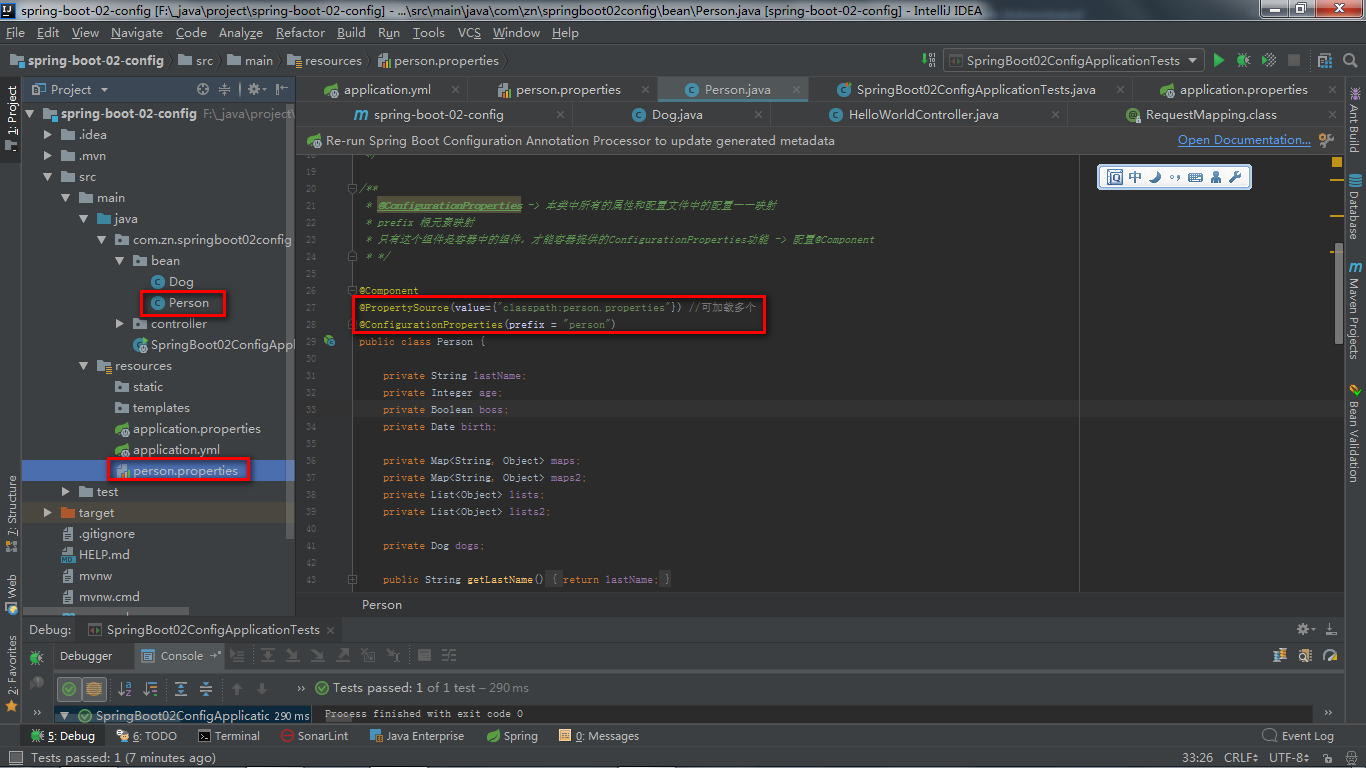 spring-boot-02-config [F:\_java\project\spring-boot-02-config] - ...\src\main\java\com\zn\springboot02config\bean\Person.java [spring-boot-02-config] - IntelliJ IDEA
File Edit View Navigate Code Analyze Refactor Build Run Tools VCS Window Help
spring-boot-02-config src main resources person.properties SpringBoot02ConfigApplicationTests
Project
application.yml person.properties Person.java SpringBoot02ConfigApplicationTests.java application.properties
spring-boot-02-config Dog.java HelloWorldController.java RequestMapping.class
Re-run Spring Boot Configuration Annotation Processor to update generated metadata Open Documentation...
1: Project
7: Structure
Web
2: Favorites
spring-boot-02-config F:\_java\project\
.idea
.mvn
src
main
java
com.zn.springboot02config
bean
Dog
Person
controller
SpringBoot02ConfigAppl
resources
static
templates
application.properties
application.yml
person.properties
test
target
.gitignore
HELP.md
mvnw
mvnw.cmd
19
20 /**
21 * @ConfigurationProperties -> 本类中所有的属性和配置文件中的配置一一映射
22 * prefix 根元素映射
23 * 只有这个组件是容器中的组件，才能容器提供的ConfigurationProperties功能 -> 配置@Component
24 * */
25
26 @Component
27 @PropertySource(value={"classpath:person.properties"}) //可加载多个
28 @ConfigurationProperties(prefix = "person")
29 public class Person {
30
31 private String lastName;
32 private Integer age;
33 private Boolean boss;
34 private Date birth;
35
36 private Map<String, Object> maps;
37 private Map<String, Object> maps2;
38 private List<Object> lists;
39 private List<Object> lists2;
40
41 private Dog dogs;
42
43 public String getLastName() { return lastName; }
Person
中
Ant Build
Database
Maven Projects
Bean Validation
Debug: SpringBoot02ConfigApplicationTests
Debugger Console
Tests passed: 1 of 1 test – 290 ms
SpringBoot02ConfigApplicatic 290 ms
Process finished with exit code 0
5: Debug 6: TODO Terminal SonarLint Java Enterprise Spring 0: Messages Event Log
Tests passed: 1 (7 minutes ago) 33:26 CRLF UTF-8